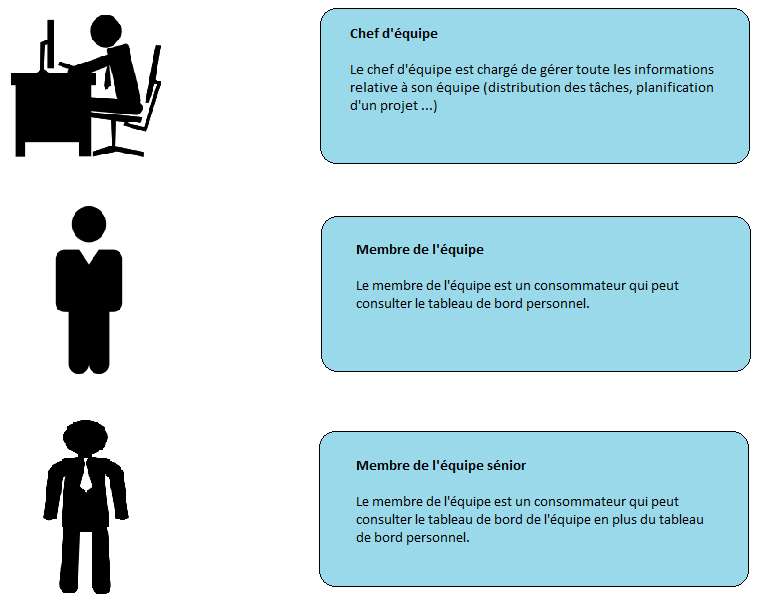 Chef d'équipe
Le chef d'équipe est chargé de gérer toute les informations
relative à son équipe (distribution des tâches, planification
d'un projet ...)
Membre de l'équipe
Le membre de l'équipe est un consommateur qui peut
consulter le tableau de bord personnel.
Membre de l'équipe sénior
Le membre de l'équipe est un consommateur qui peut
consulter le tableau de bord de l'équipe en plus du tableau
de bord personnel.